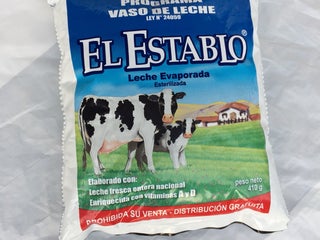 PROGRAMA
VASO DE LECHE
LEY N° 24059
EL ESTABLO®
Leche Evaporada
Esterilizada
Elaborado con:
Leche fresca entera nacional
Enriquecida con vitaminas A y D
peso neto
410 g
PROHIBIDA SU VENTA - DISTRIBUCIÓN GRATUITA